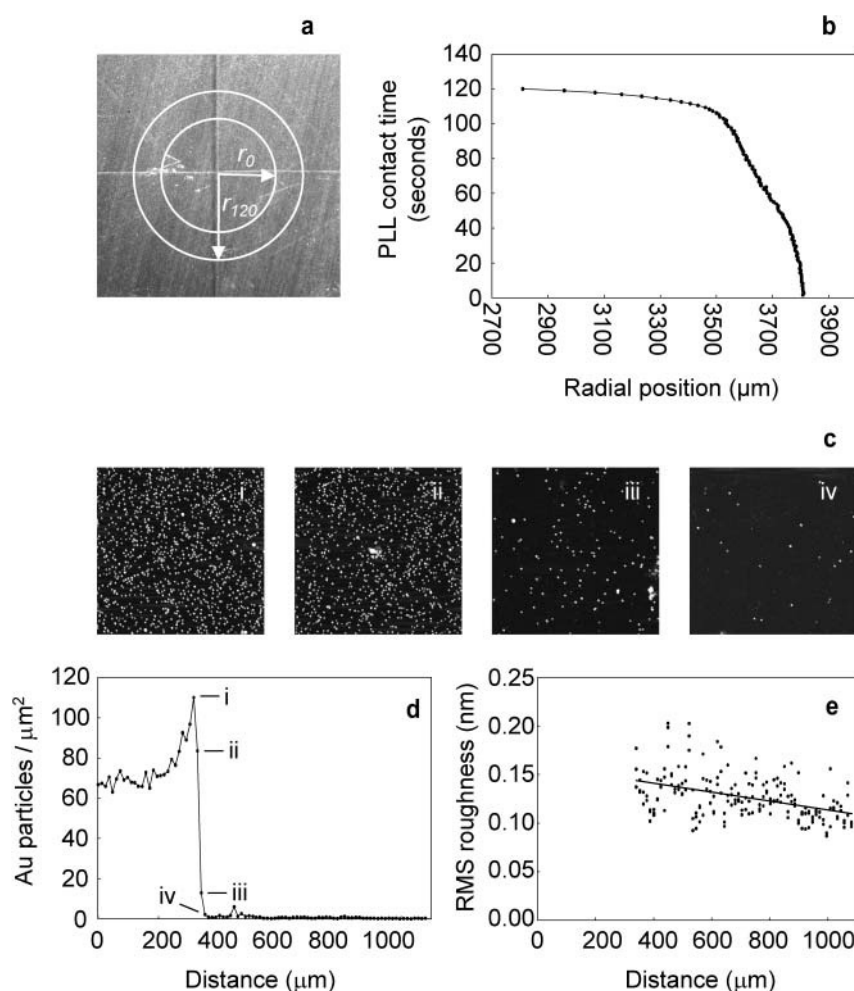 a
r0
r120
b
PLL contact time
(seconds)
140
120
100
80
60
40
20
0
2700
2900
3100
3300
3500
3700
3900
Radial position (µm)
c
i
ii
iii
iv
d
Au particles / µm²
120
100
80
60
40
20
0
i
ii
iii
iv
0
200
400
600
800
1000
Distance (µm)
e
RMS roughness (nm)
0.25
0.20
0.15
0.10
0.05
0.00
0
200
400
600
800
1000
Distance (µm)